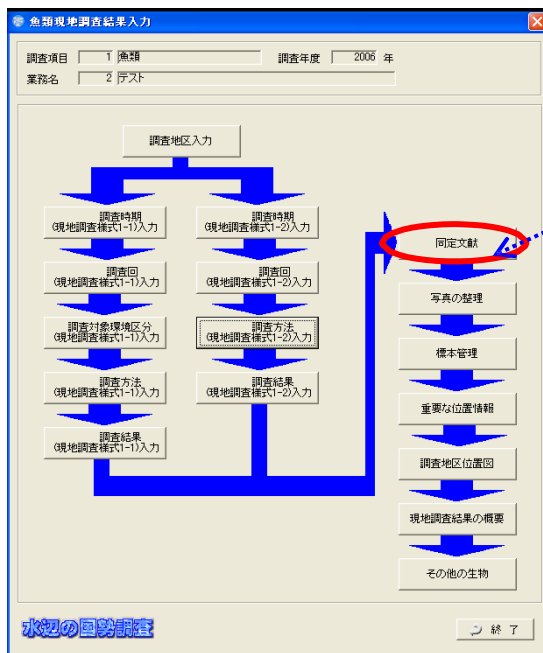 魚類現地調査結果入力
調査項目 1 魚類 調査年度 2006 年
業務名 2 テスト
調査地区入力
調査時期
(現地調査様式1-1)入力
調査回
(現地調査様式1-1)入力
調査対象環境区分
(現地調査様式1-1)入力
調査方法
(現地調査様式1-1)入力
調査結果
(現地調査様式1-1)入力
調査時期
(現地調査様式1-2)入力
調査回
(現地調査様式1-2)入力
調査方法
(現地調査様式1-2)入力
調査結果
(現地調査様式1-2)入力
同定文献
写真の整理
標本管理
重要な位置情報
調査地区位置図
現地調査結果の概要
その他の生物
水辺の国勢調査
終 了